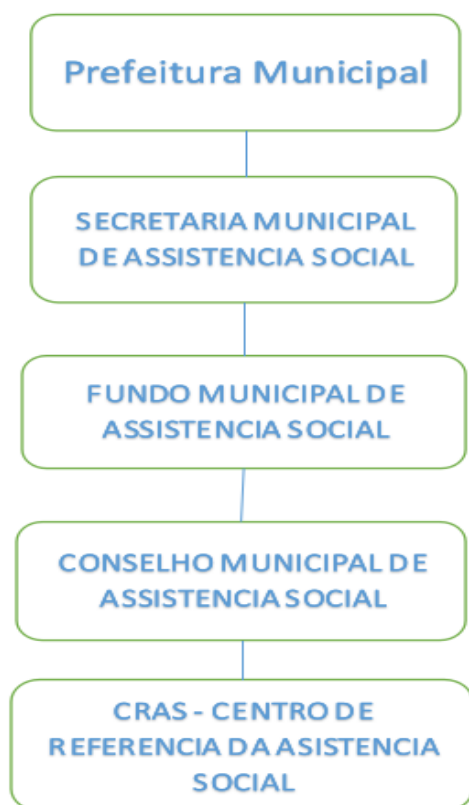 Prefeitura Municipal
SECRETARIA MUNICIPAL
DE ASSISTENCIA SOCIAL
FUNDO MUNICIPAL DE
ASSISTENCIA SOCIAL
CONSELHO MUNICIPAL DE
ASSISTENCIA SOCIAL
CRAS - CENTRO DE
REFERENCIA DA ASISTENCIA
SOCIAL